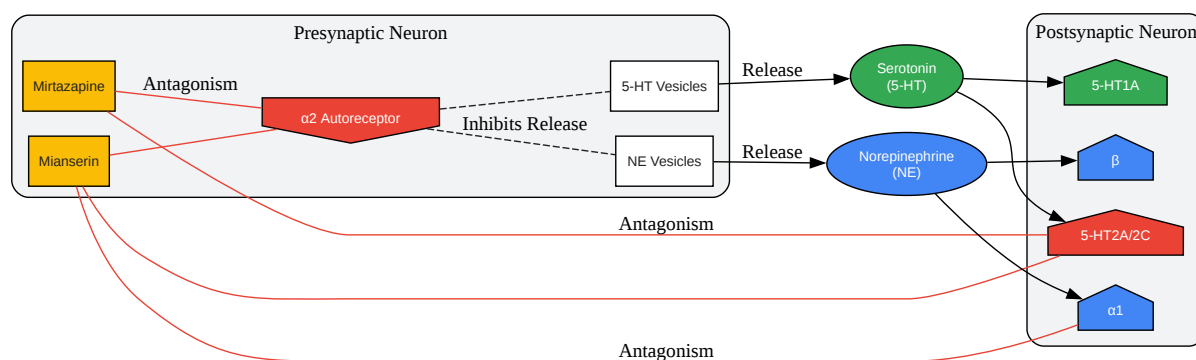 Presynaptic Neuron
Postsynaptic Neuron
Mirtazapine
Antagonism
α2 Autoreceptor
Inhibits Release
5-HT Vesicles
Release
Serotonin
(5-HT)
5-HT1A
Mianserin
NE Vesicles
Release
Norepinephrine
(NE)
β
Antagonism
5-HT2A/2C
α1
Antagonism